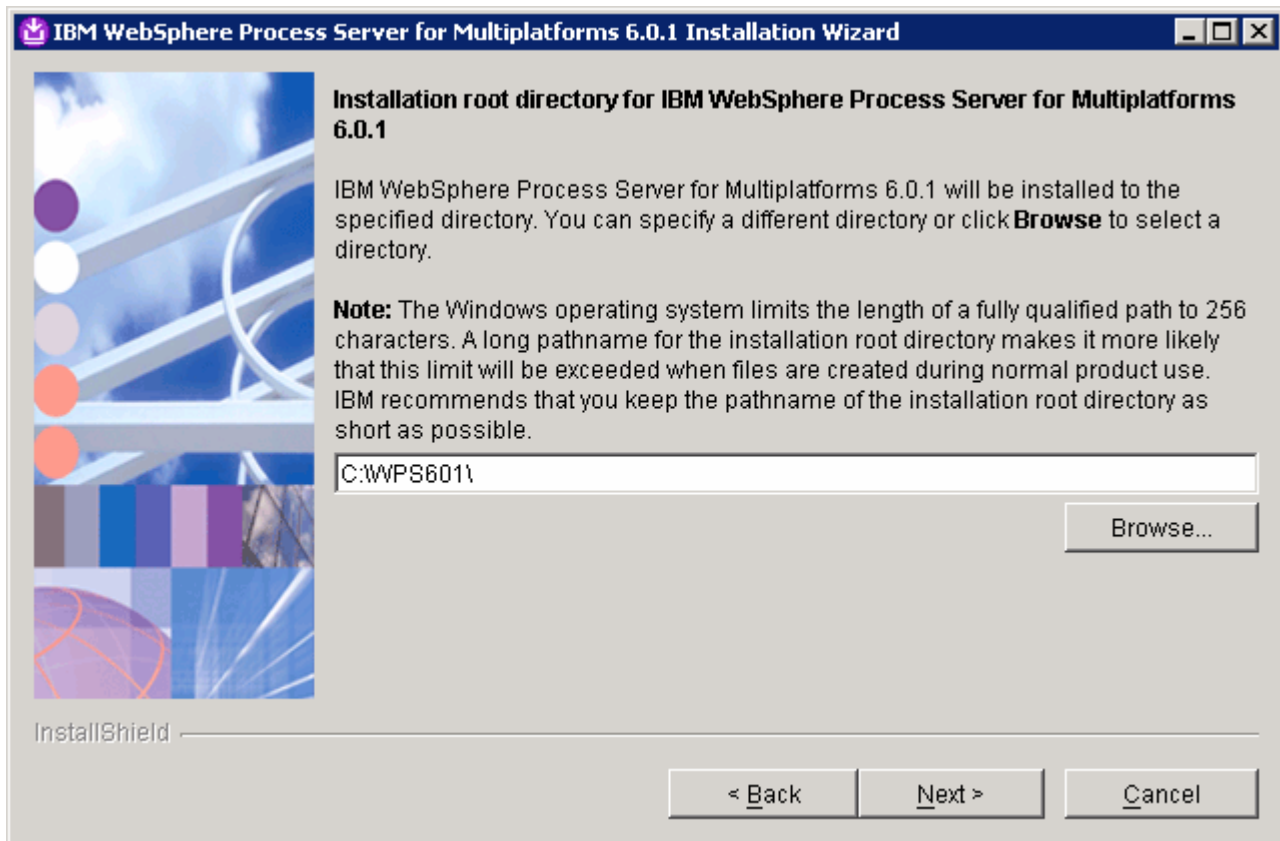 IBM WebSphere Process Server for Multiplatforms 6.0.1 Installation Wizard
Installation root directory for IBM WebSphere Process Server for Multiplatforms
6.0.1
IBM WebSphere Process Server for Multiplatforms 6.0.1 will be installed to the
specified directory. You can specify a different directory or click Browse to select a
directory.
Note: The Windows operating system limits the length of a fully qualified path to 256
characters. A long pathname for the installation root directory makes it more likely
that this limit will be exceeded when files are created during normal product use.
IBM recommends that you keep the pathname of the installation root directory as
short as possible.
C:\WPS601\
Browse...
InstallShield
< Back
Next >
Cancel